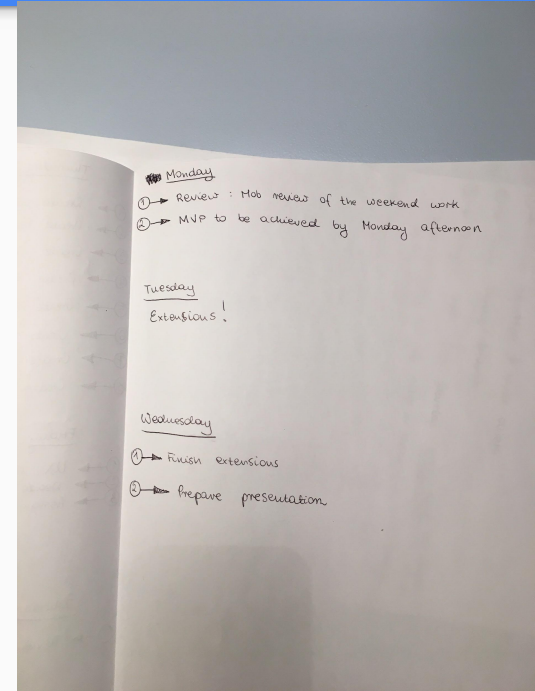 Monday
① → Review : Mob review of the weekend work
② → MVP to be achieved by Monday afternoon
Tuesday
Extensions !
Wednesday
① → Finish extensions
② → Prepare presentation